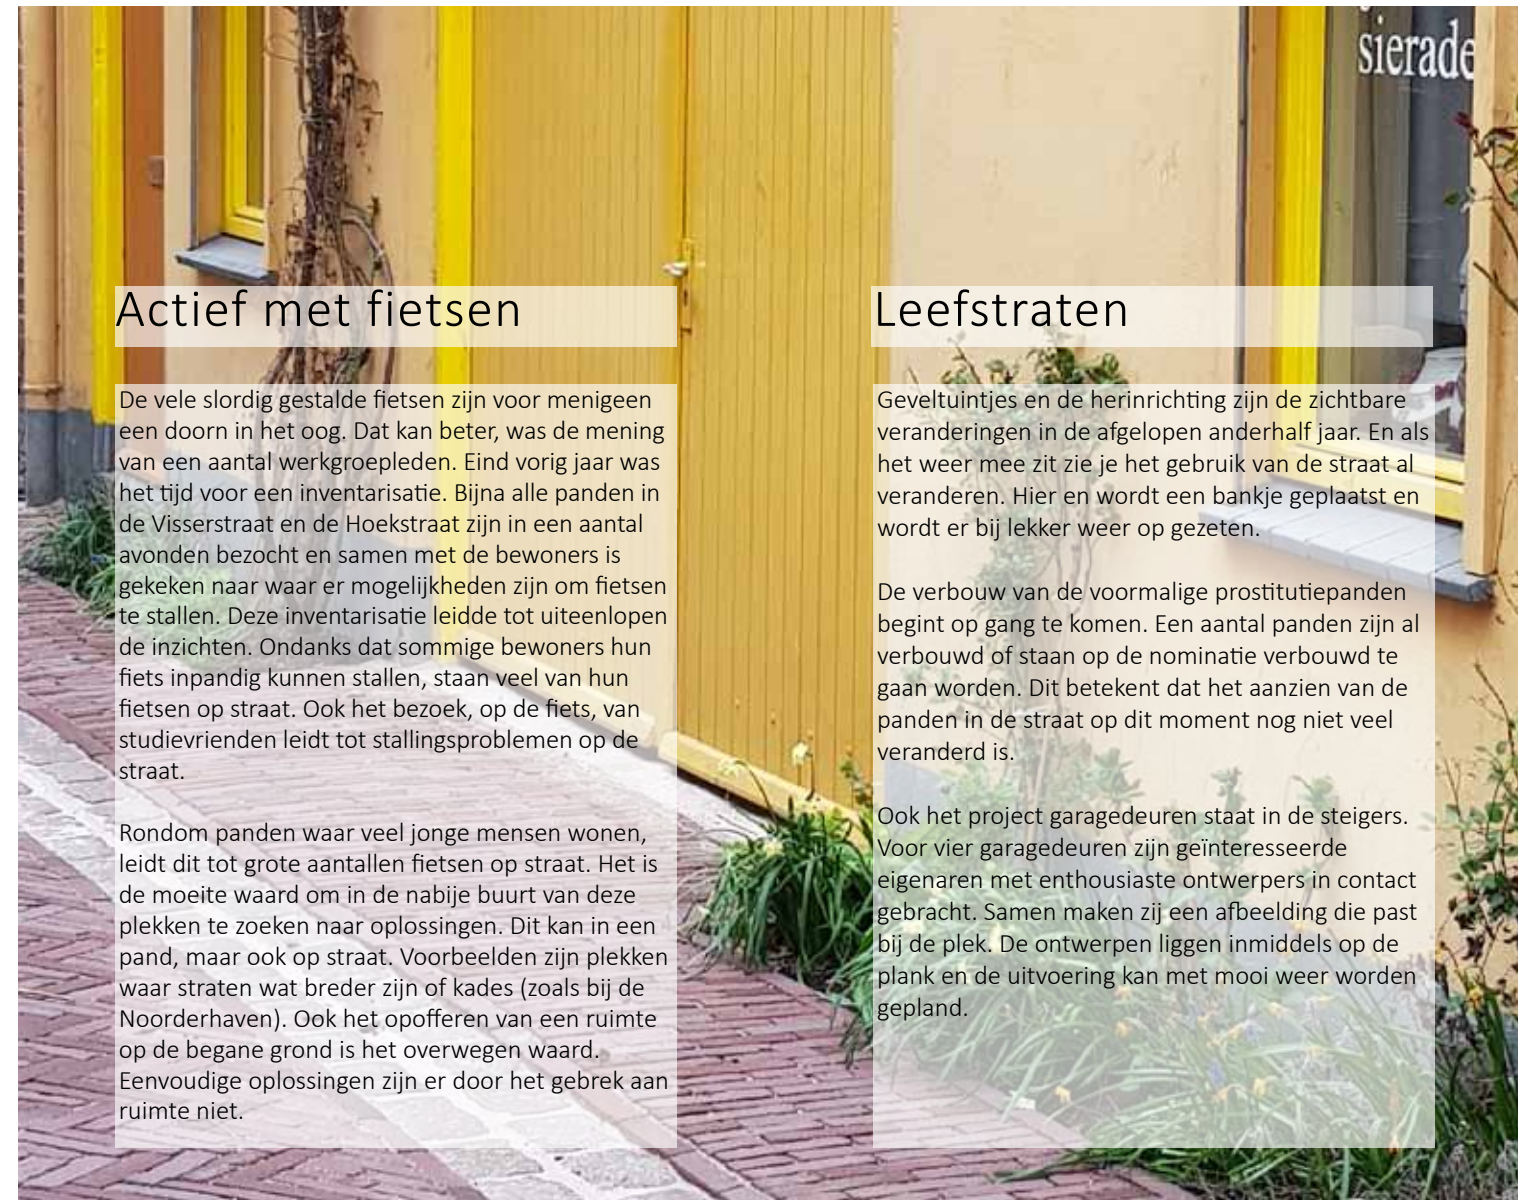 sierade
Actief met fietsen
De vele slordig gestalde fietsen zijn voor menigeen
een doorn in het oog. Dat kan beter, was de mening
van een aantal werkgroepleden. Eind vorig jaar was
het tijd voor een inventarisatie. Bijna alle panden in
de Visserstraat en de Hoekstraat zijn in een aantal
avonden bezocht en samen met de bewoners is
gekeken naar waar er mogelijkheden zijn om fietsen
te stallen. Deze inventarisatie leidde tot uiteenlopen
de inzichten. Ondanks dat sommige bewoners hun
fiets inpandig kunnen stallen, staan veel van hun
fietsen op straat. Ook het bezoek, op de fiets, van
studievrienden leidt tot stallingsproblemen op de
straat.
Rondom panden waar veel jonge mensen wonen,
leidt dit tot grote aantallen fietsen op straat. Het is
de moeite waard om in de nabije buurt van deze
plekken te zoeken naar oplossingen. Dit kan in een
pand, maar ook op straat. Voorbeelden zijn plekken
waar straten wat breder zijn of kades (zoals bij de
Noorderhaven). Ook het opofferen van een ruimte
op de begane grond is het overwegen waard.
Eenvoudige oplossingen zijn er door het gebrek aan
ruimte niet.
Leefstraten
Geveltuintjes en de herinrichting zijn de zichtbare
veranderingen in de afgelopen anderhalf jaar. En als
het weer mee zit zie je het gebruik van de straat al
veranderen. Hier en wordt een bankje geplaatst en
wordt er bij lekker weer op gezeten.
De verbouw van de voormalige prostitutiepanden
begint op gang te komen. Een aantal panden zijn al
verbouwd of staan op de nominatie verbouwd te
gaan worden. Dit betekent dat het aanzien van de
panden in de straat op dit moment nog niet veel
veranderd is.
Ook het project garagedeuren staat in de steigers.
Voor vier garagedeuren zijn geïnteresseerde
eigenaren met enthousiaste ontwerpers in contact
gebracht. Samen maken zij een afbeelding die past
bij de plek. De ontwerpen liggen inmiddels op de
plank en de uitvoering kan met mooi weer worden
gepland.